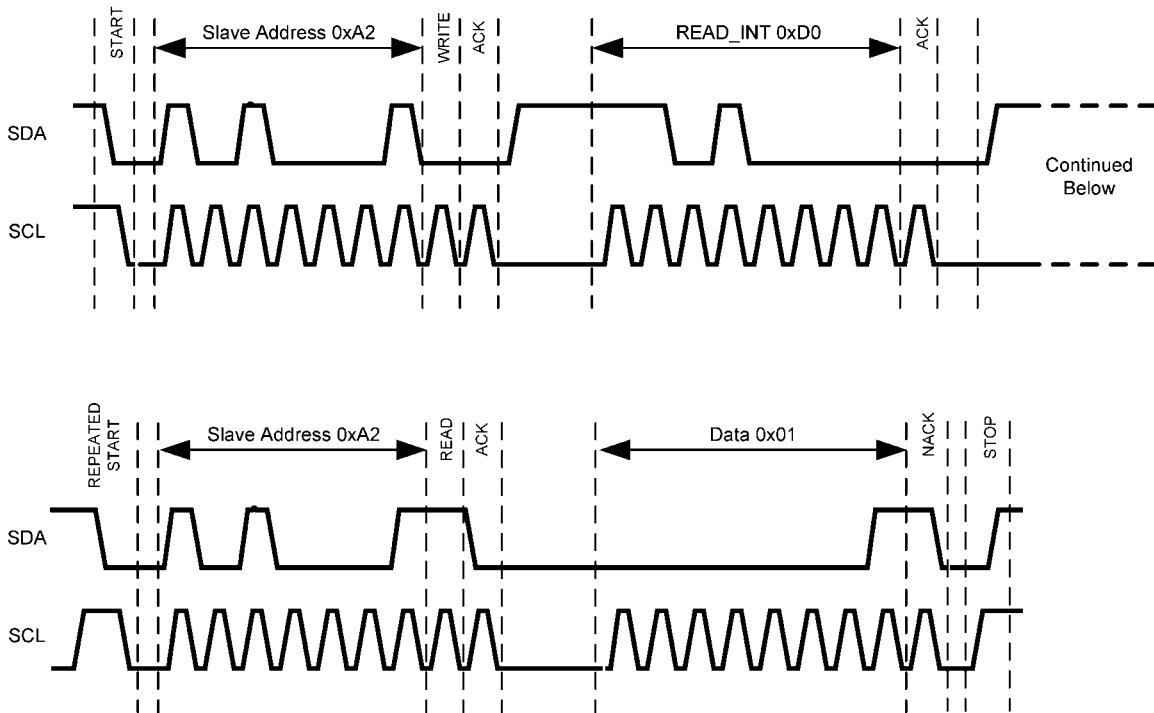 START
Slave Address 0xA2
WRITE
ACK
READ_INT 0xD0
ACK
SDA
SCL
Continued
Below
REPEATED
START
Slave Address 0xA2
READ
ACK
Data 0x01
NACK
STOP
SDA
SCL